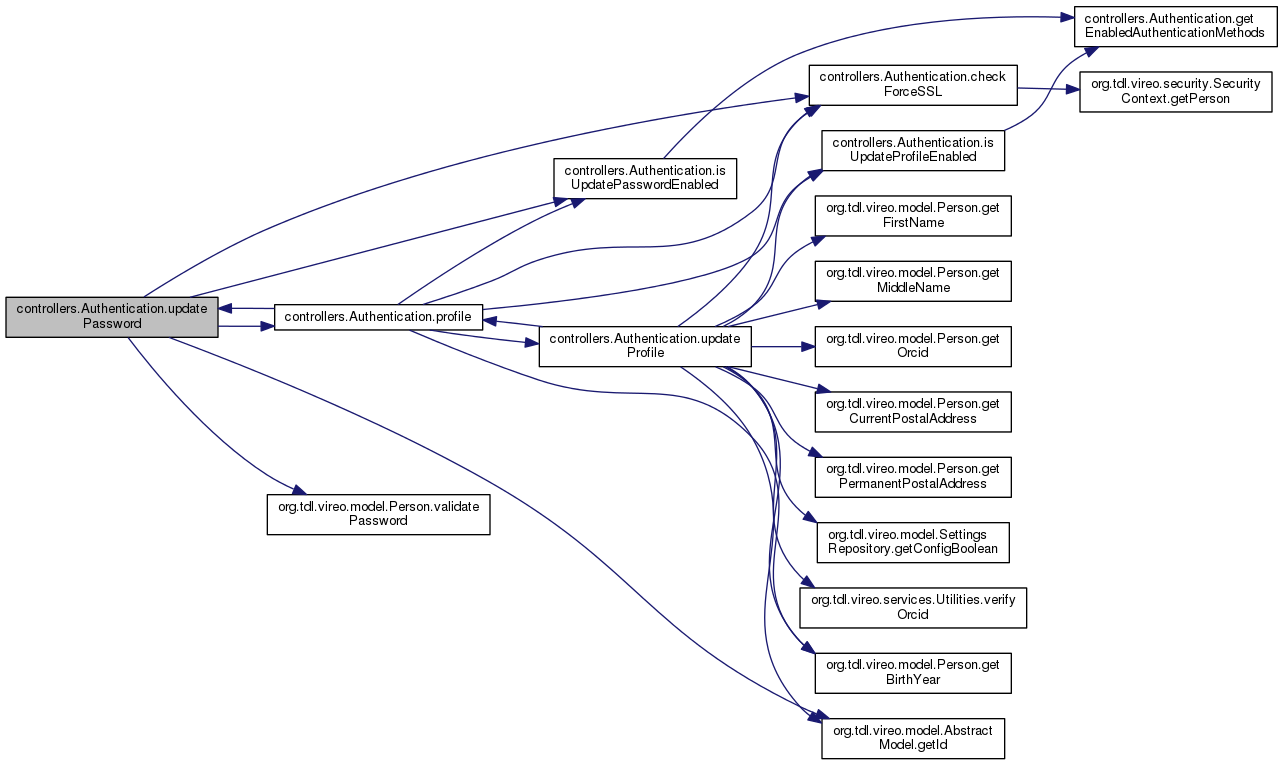 controllers.Authentication.get
EnabledAuthenticationMethods
controllers.Authentication.check
ForceSSL
org.tdl.vireo.security.Security
Context.getPerson
controllers.Authentication.is
UpdateProfileEnabled
controllers.Authentication.is
UpdatePasswordEnabled
org.tdl.vireo.model.Person.get
FirstName
org.tdl.vireo.model.Person.get
MiddleName
controllers.Authentication.update
Password
controllers.Authentication.profile
controllers.Authentication.update
Profile
org.tdl.vireo.model.Person.get
Orcid
org.tdl.vireo.model.Person.get
CurrentPostalAddress
org.tdl.vireo.model.Person.get
PermanentPostalAddress
org.tdl.vireo.model.Person.validate
Password
org.tdl.vireo.model.Settings
Repository.getConfigBoolean
org.tdl.vireo.services.Utilities.verify
Orcid
org.tdl.vireo.model.Person.get
BirthYear
org.tdl.vireo.model.Abstract
Model.getId